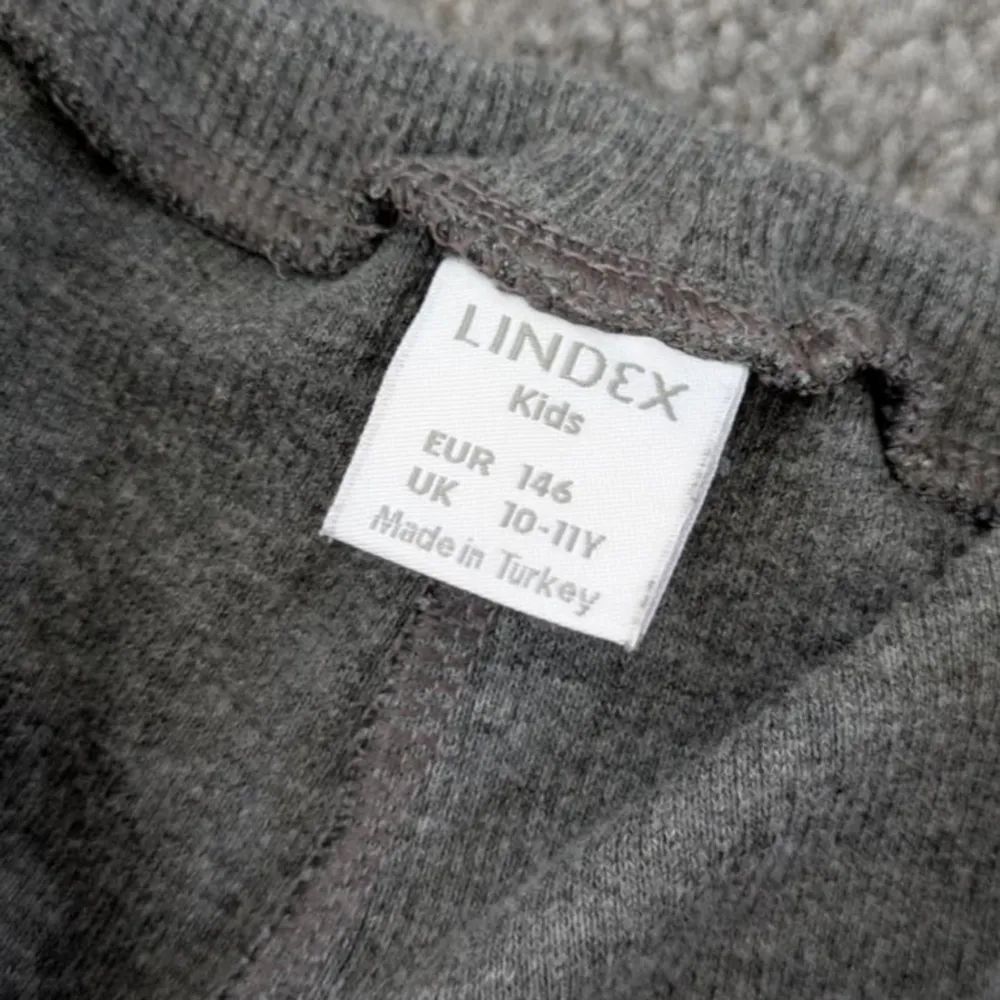 LINDEX
Kids
EUR 146
UK 10-11Y
Made in Turkey